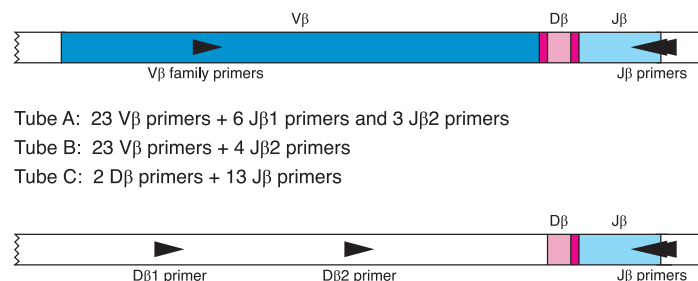 Vβ Dβ Jβ
Vβ family primers Jβ primers
Tube A: 23 Vβ primers + 6 Jβ1 primers and 3 Jβ2 primers
Tube B: 23 Vβ primers + 4 Jβ2 primers
Tube C: 2 Dβ primers + 13 Jβ primers
Dβ Jβ
Dβ1 primer Dβ2 primer Jβ primers